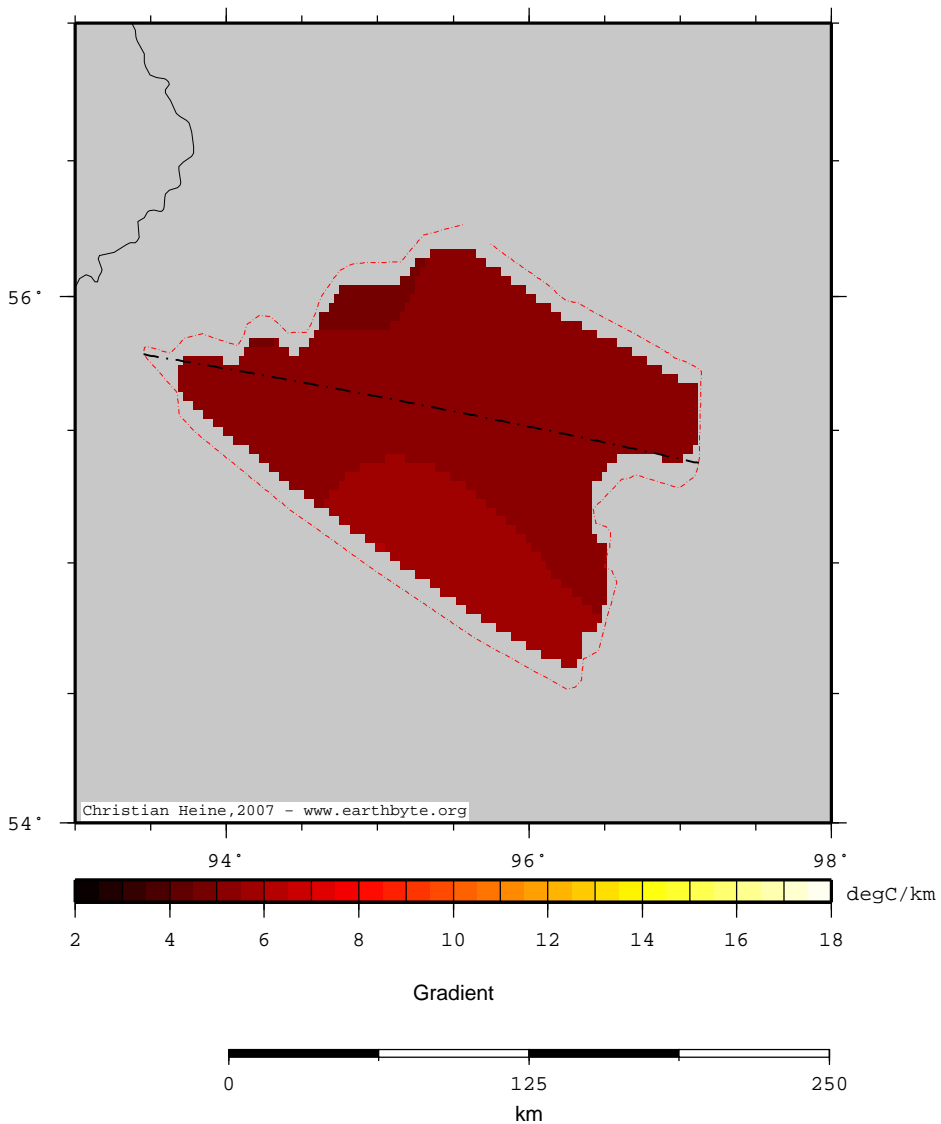 56°
54°
Christian Heine,2007 - www.earthbyte.org
94° 96° 98°
degC/km
2 4 6 8 10 12 14 16 18
Gradient
0 125 250
km